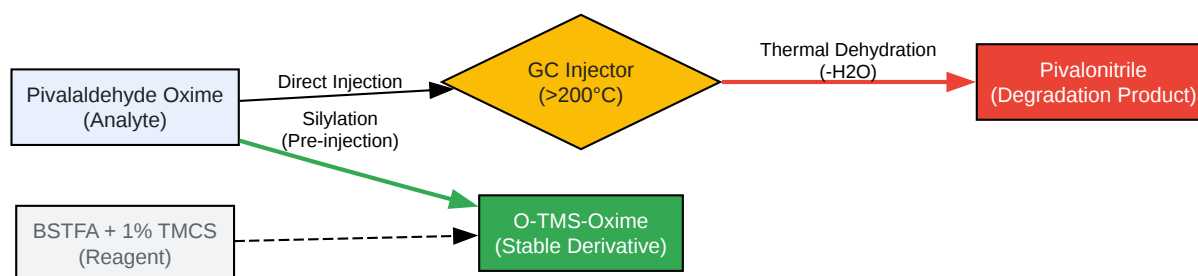 Pivalaldehyde Oxime
(Analyte)
Direct Injection
Silylation
(Pre-injection)
GC Injector
(>200°C)
Thermal Dehydration
(-H2O)
Pivalonitrile
(Degradation Product)
BSTFA + 1% TMCS
(Reagent)
O-TMS-Oxime
(Stable Derivative)